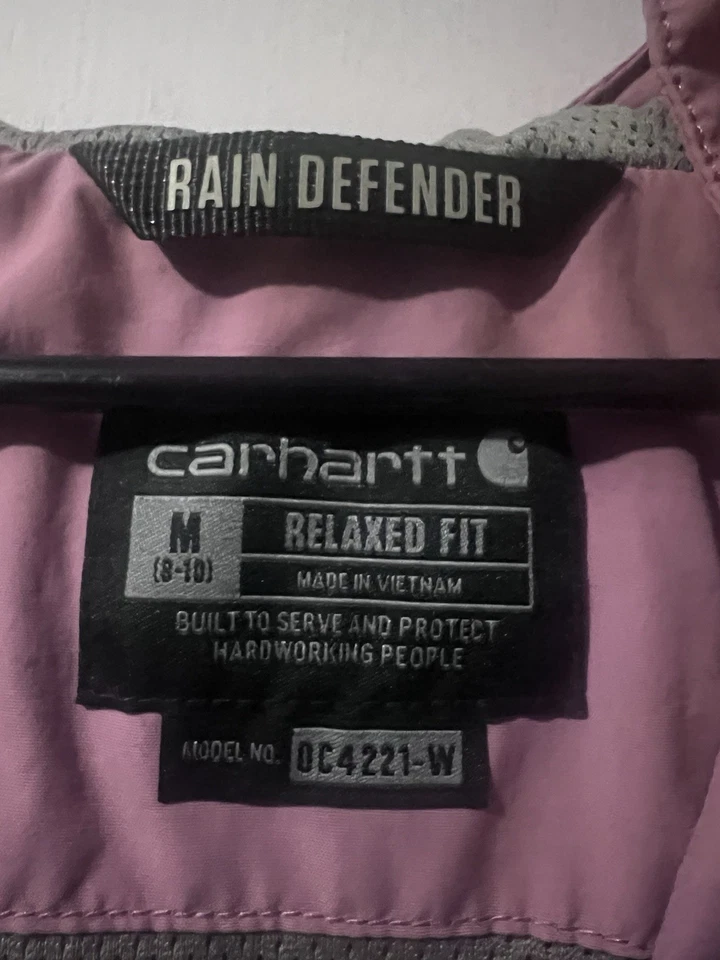 RAIN DEFENDER
carhartt
M
(8-10)
RELAXED FIT
MADE IN VIETNAM
BUILT TO SERVE AND PROTECT
HARDWORKING PEOPLE
MODEL NO. OC4221-W